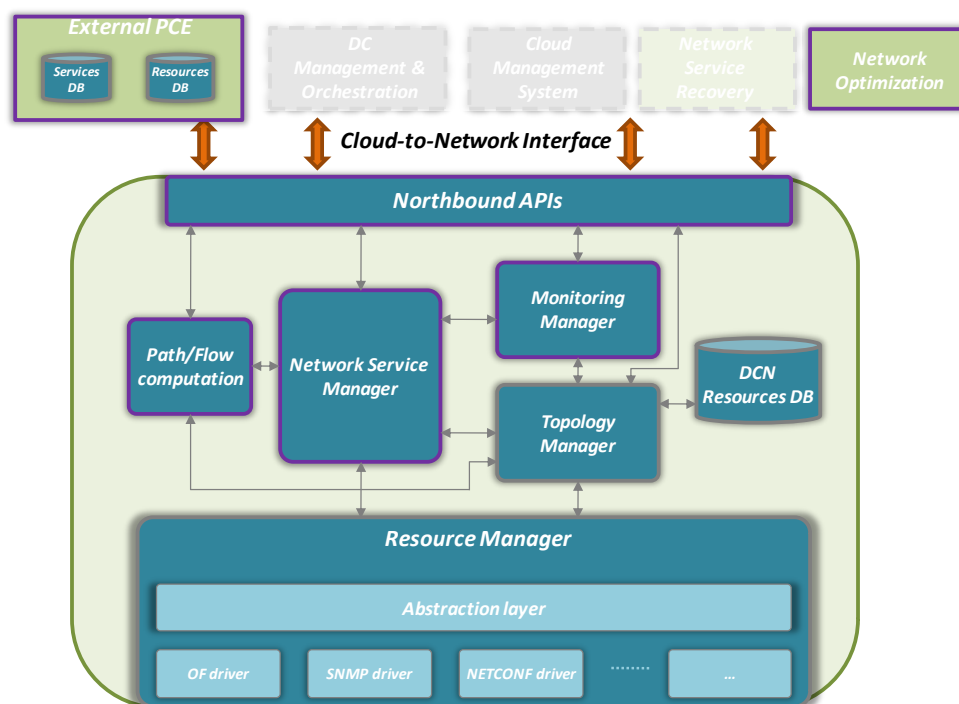 External PCE
Services
DB
Resources
DB
DC
Management &
Orchestration
Cloud
Management
System
Network
Service
Recovery
Network
Optimization
Cloud-to-Network Interface
Northbound APIs
Monitoring
Manager
Path/Flow
computation
Network Service
Manager
DCN
Resources DB
Topology
Manager
Resource Manager
Abstraction layer
OF driver
SNMP driver
NETCONF driver
........
...